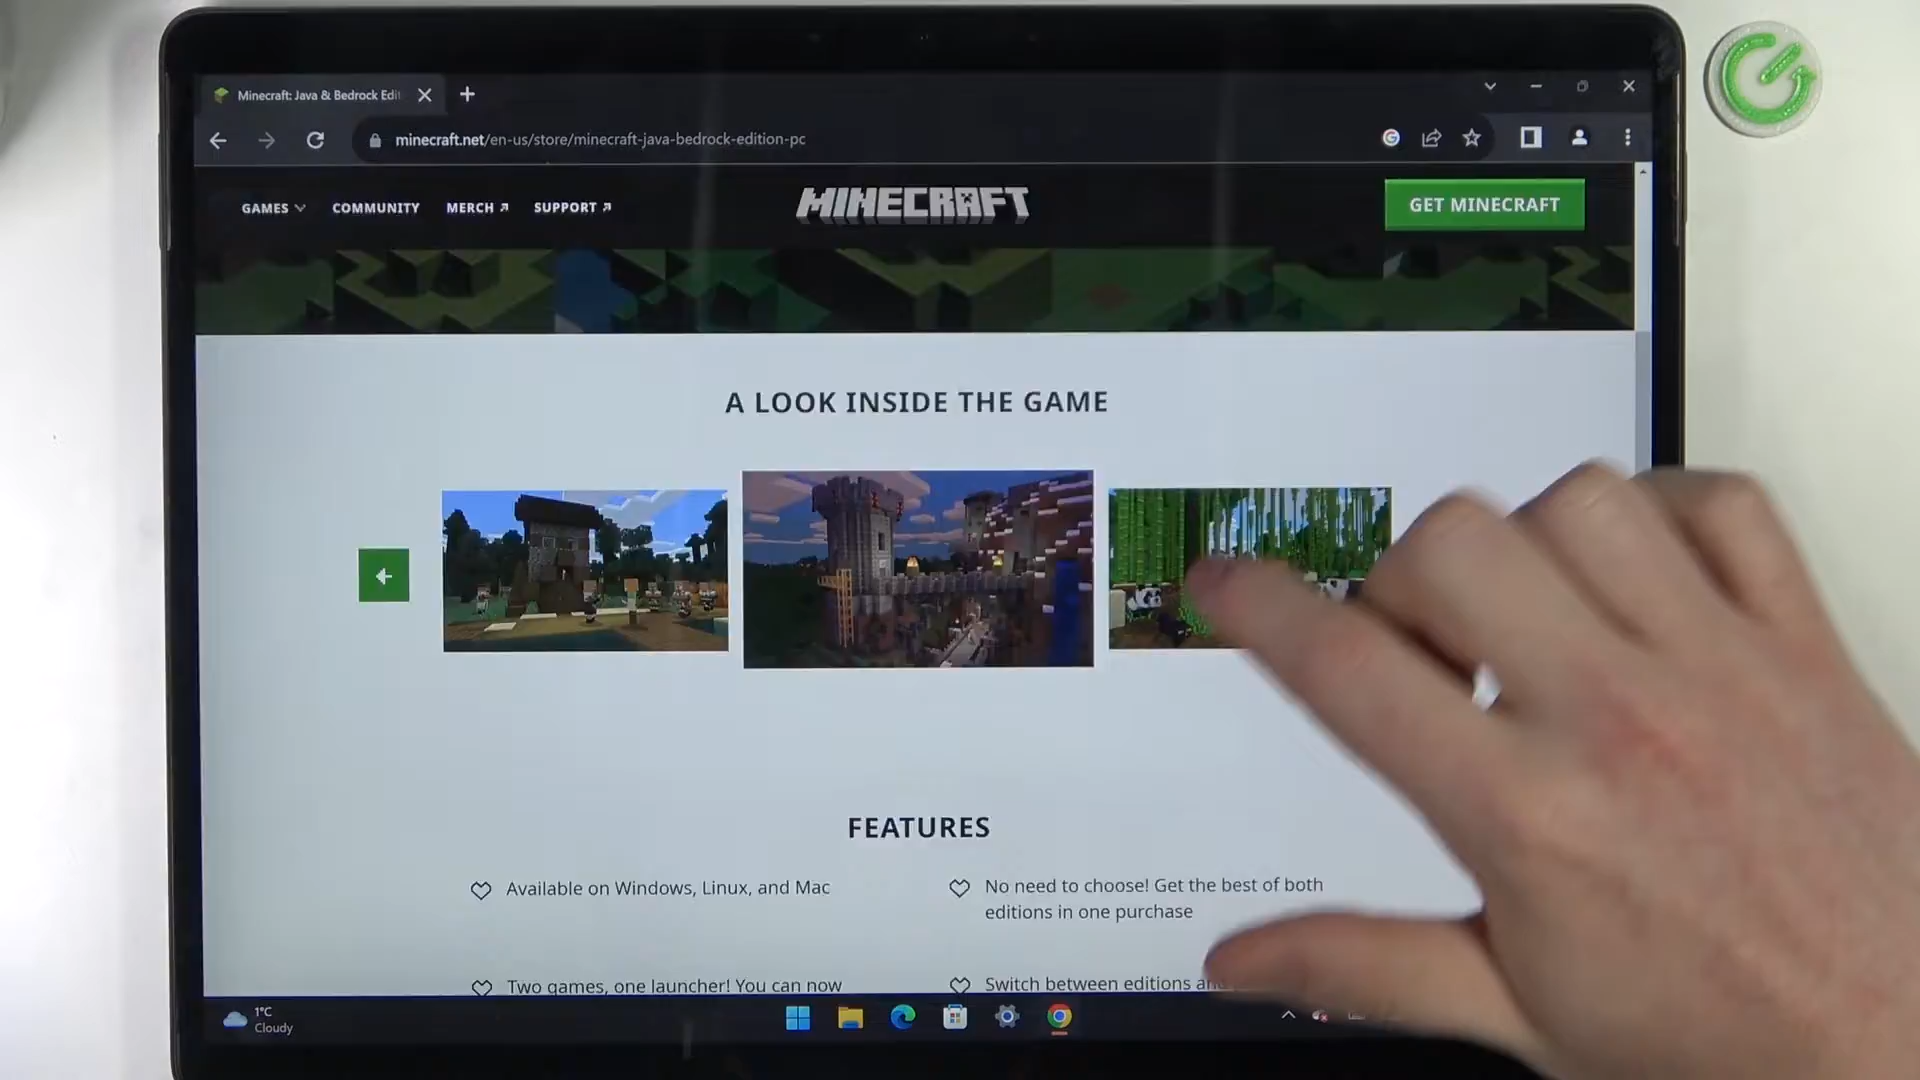 Minecraft: Java & Bedrock Edit
minecraft.net/en-us/store/minecraft-java-bedrock-edition-pc
GAMES COMMUNITY MERCH SUPPORT
MINECRAFT
GET MINECRAFT
A LOOK INSIDE THE GAME
FEATURES
Available on Windows, Linux, and Mac
No need to choose! Get the best of both
editions in one purchase
Two games, one launcher! You can now
Switch between editions
1°C
Cloudy